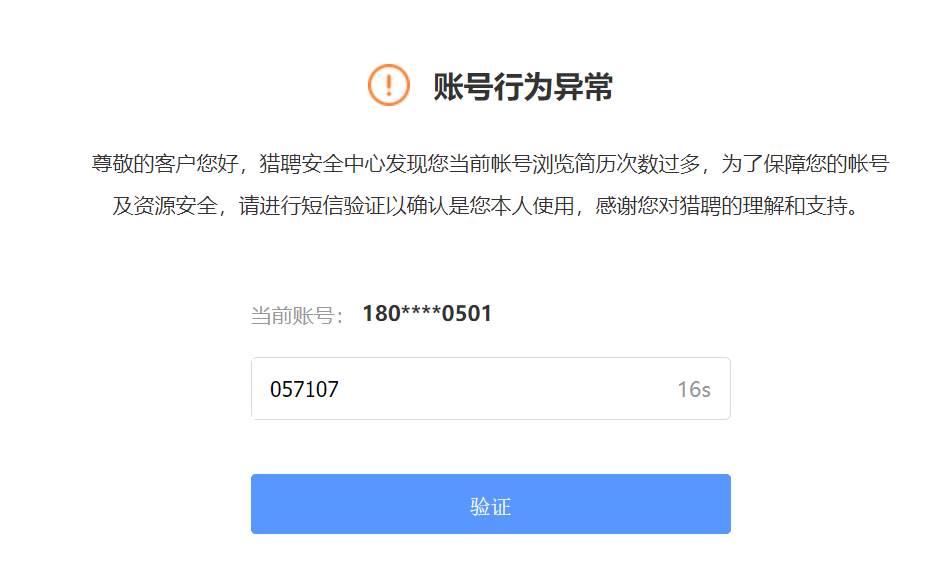 账号行为异常
尊敬的客户您好，猎聘安全中心发现您当前帐号浏览简历次数过多，为了保障您的帐号
及资源安全，请进行短信验证以确认是您本人使用，感谢您对猎聘的理解和支持。
当前账号： 180****0501
057107 16s
验证